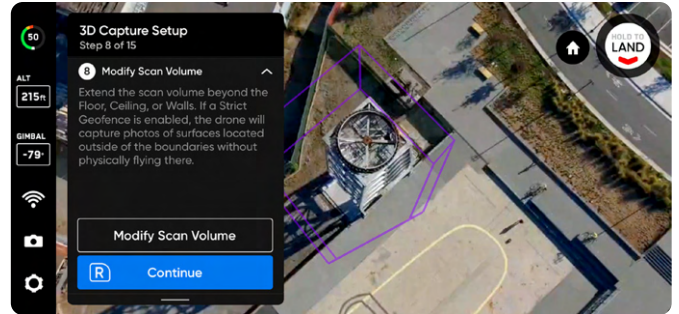 50
ALT
215FT
GIMBAL
-79°
3D Capture Setup
Step 8 of 15
8 Modify Scan Volume
Extend the scan volume beyond the
Floor, Ceiling, or Walls. If a Strict
Geofence is enabled, the drone will
capture photos of surfaces located
outside of the boundaries without
physically flying there.
Modify Scan Volume
R Continue
HOLD TO
LAND